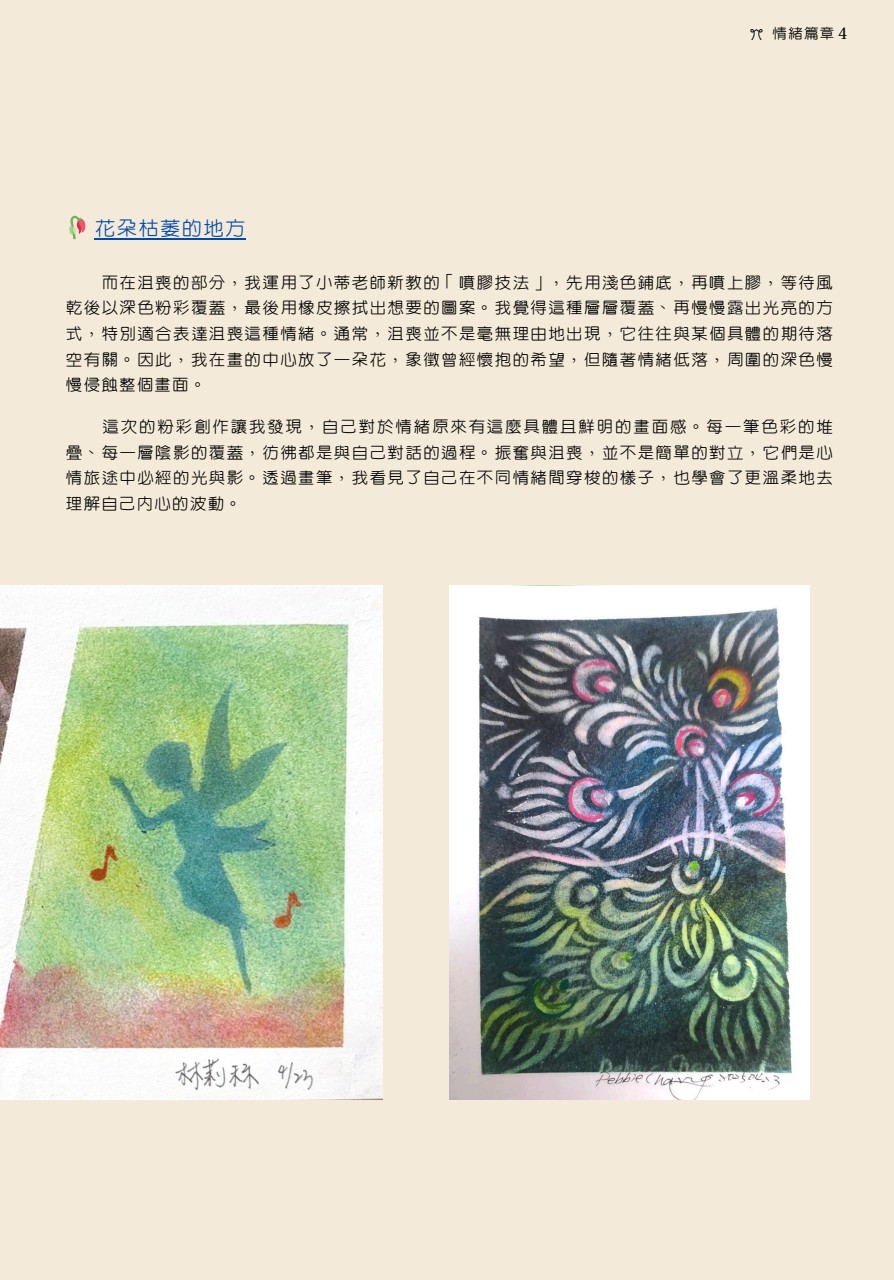 情緒篇章 4
花朵枯萎的地方
而在沮喪的部分，我運用了小蒂老師新教的「噴膠技法」，先用淺色鋪底，再噴上膠，等待風
乾後以深色粉彩覆蓋，最後用橡皮擦拭出想要的圖案。我覺得這種層層覆蓋、再慢慢露出光亮的方
式，特別適合表達沮喪這種情緒。通常，沮喪並不是毫無理由地出現，它往往與某個具體的期待落
空有關。因此，我在畫的中心放了一朵花，象徵曾經懷抱的希望，但隨著情緒低落，周圍的深色慢
慢侵蝕整個畫面。
這次的粉彩創作讓我發現，自己對於情緒原來有這麼具體且鮮明的畫面感。每一筆色彩的堆
疊、每一層陰影的覆蓋，彷彿都是與自己對話的過程。振奮與沮喪，並不是簡單的對立，它們是心
情旅途中必經的光與影。透過畫筆，我看見了自己在不同情緒間穿梭的樣子，也學會了更溫柔地去
理解自己內心的波動。
林莉 4/23
Debbie Chang